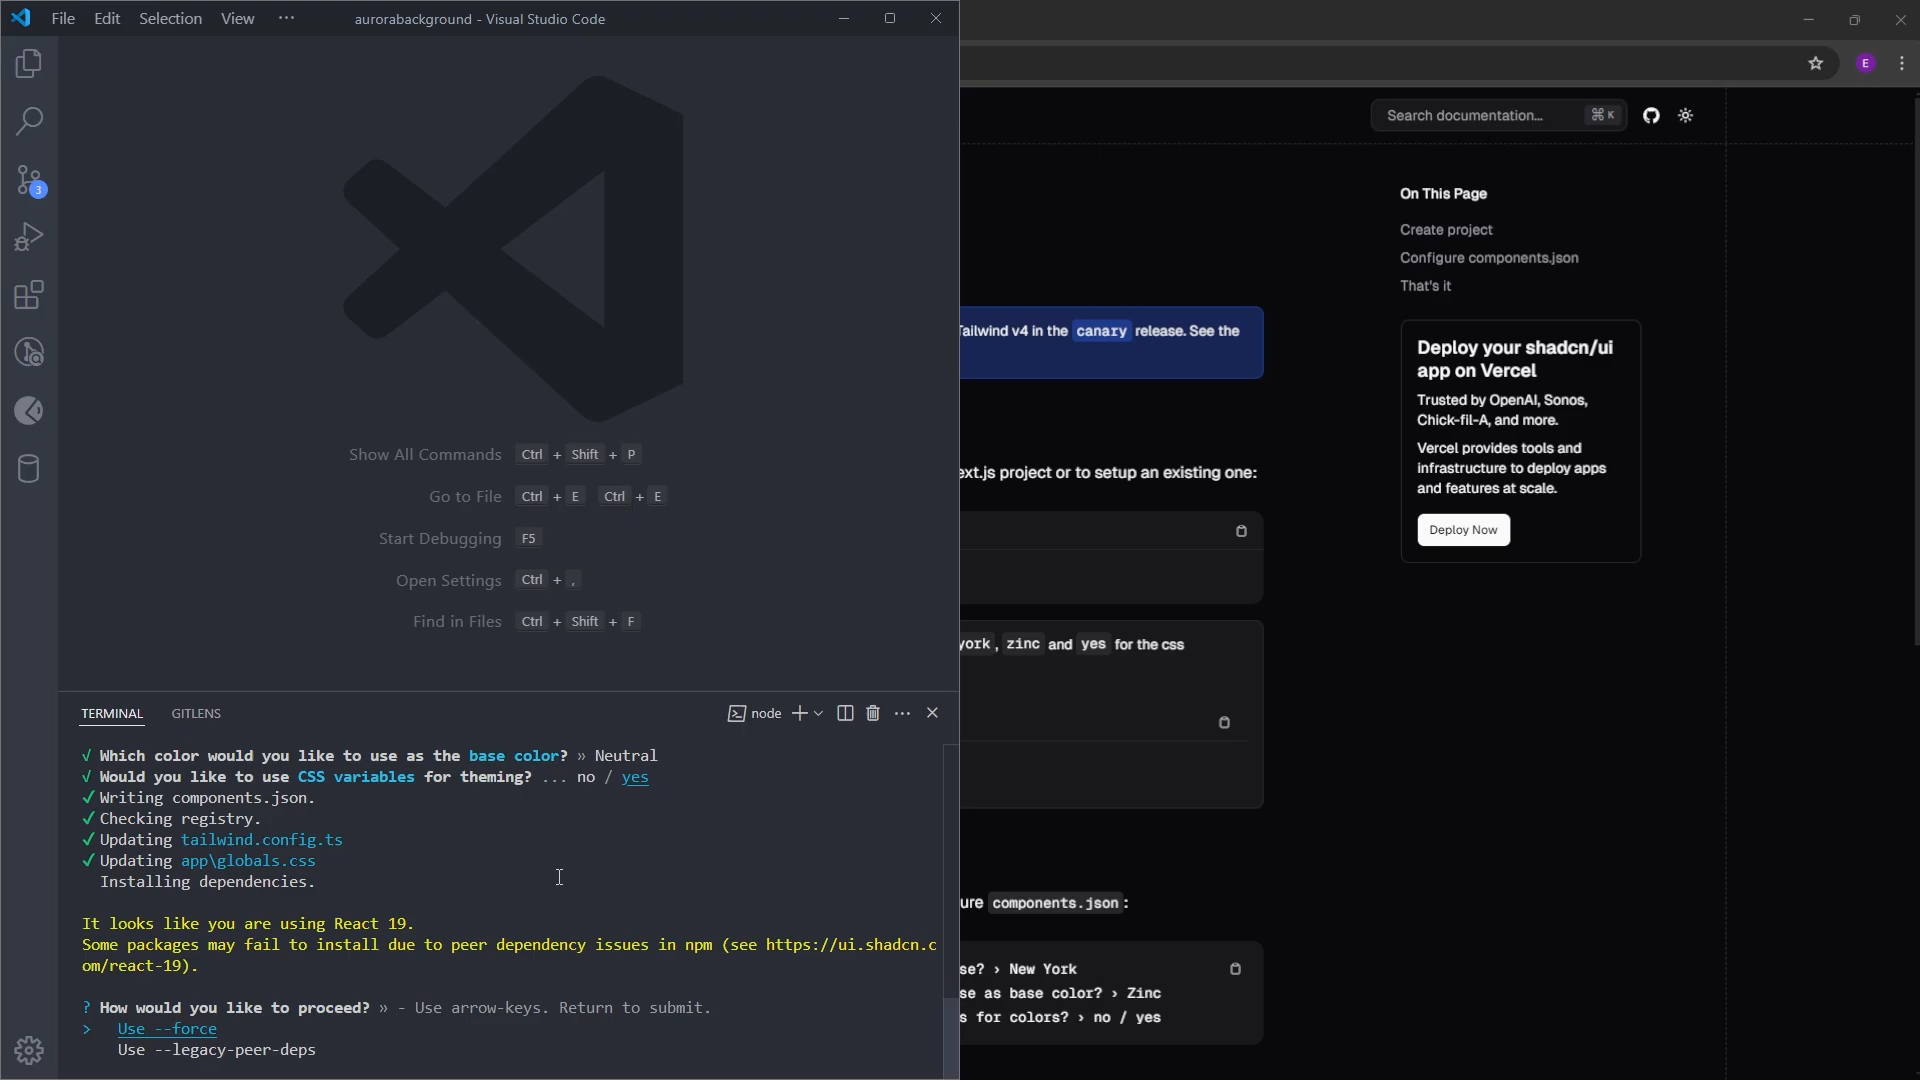 File Edit Selection View ··· aurorabackground - Visual Studio Code
E
Search documentation... ⌘ K
On This Page
Create project
Configure components.json
That's it
3
Tailwind v4 in the canary release. See the
Deploy your shadcn/ui
app on Vercel
Trusted by OpenAI, Sonos,
Chick-fil-A, and more.
Vercel provides tools and
infrastructure to deploy apps
and features at scale.
Deploy Now
Show All Commands Ctrl + Shift + P
Go to File Ctrl + E Ctrl + E
Start Debugging F5
Open Settings Ctrl + ,
Find in Files Ctrl + Shift + F
ext.js project or to setup an existing one:
york, zinc and yes for the css
TERMINAL GITLENS node
√ Which color would you like to use as the base color? » Neutral
√ Would you like to use CSS variables for theming? ... no / yes
✓ Writing components.json.
✓ Checking registry.
✓ Updating tailwind.config.ts
✓ Updating app\globals.css
Installing dependencies.
It looks like you are using React 19.
Some packages may fail to install due to peer dependency issues in npm (see https://ui.shadcn.c
om/react-19).
? How would you like to proceed? » - Use arrow-keys. Return to submit.
> Use --force
Use --legacy-peer-deps
ure components.json:
se? › New York
se as base color? › Zinc
s for colors? › no / yes